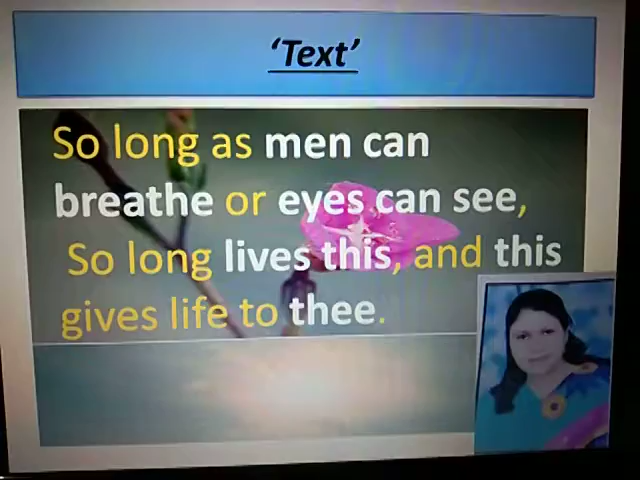 ‘Text’
So long as men can
breathe or eyes can see,
So long lives this, and this
gives life to thee.